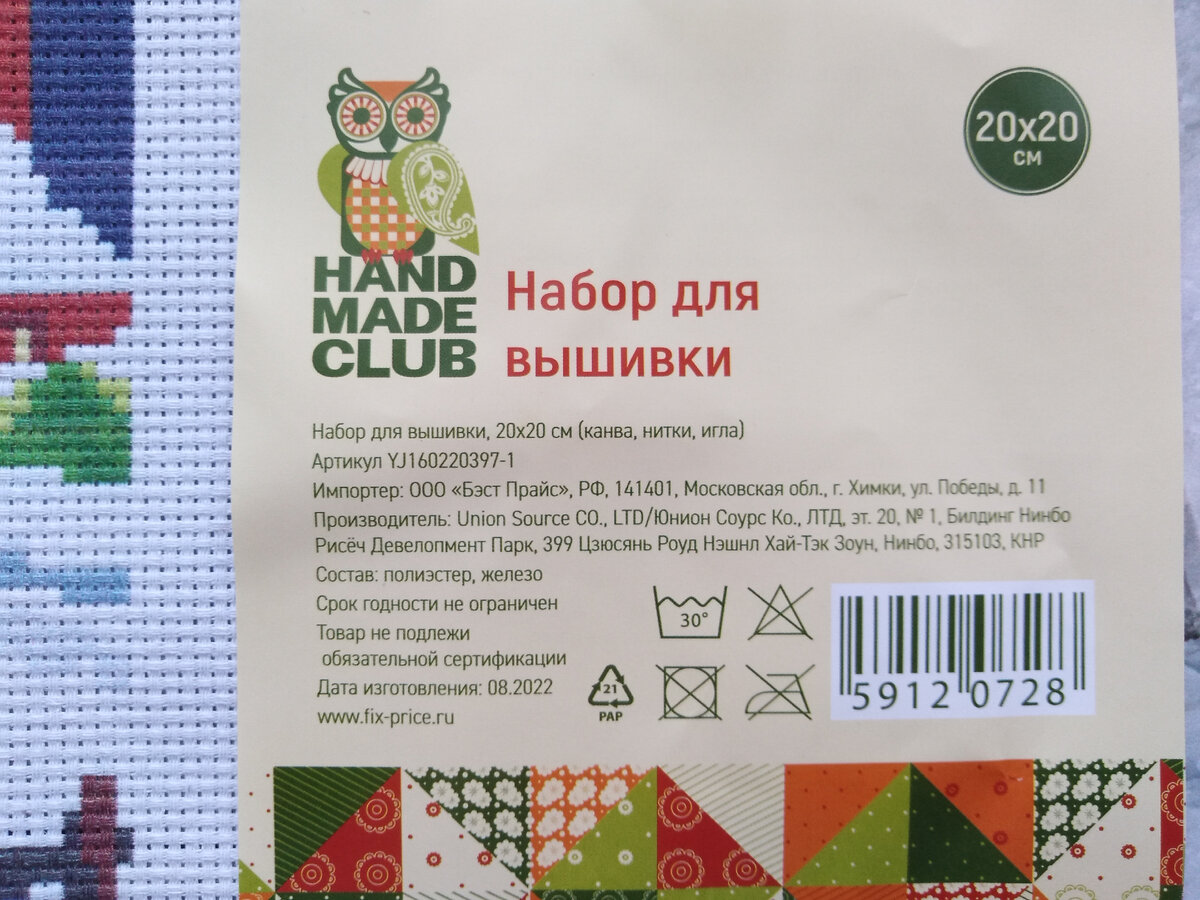 20x20
см
HAND
MADE
CLUB
Набор для
вышивки
Набор для вышивки, 20x20 см (канва, нитки, игла)
Артикул YJ160220397-1
Импортер: ООО «Бэст Прайс», РФ, 141401, Московская обл., г. Химки, ул. Победы, д. 11
Производитель: Union Source CO., LTD/Юнион Соурс Ко., ЛТД, эт. 20, № 1, Билдинг Нинбо
Рисёч Девелопмент Парк, 399 Цзюсянь Роуд Нэшнл Хай-Тэк Зоун, Нинбо, 315103, КНР
Состав: полиэстер, железо
Срок годности не ограничен
Товар не подлежи
обязательной сертификации
Дата изготовления: 08.2022
www.fix-price.ru
30°
21
PAP
5912 0728